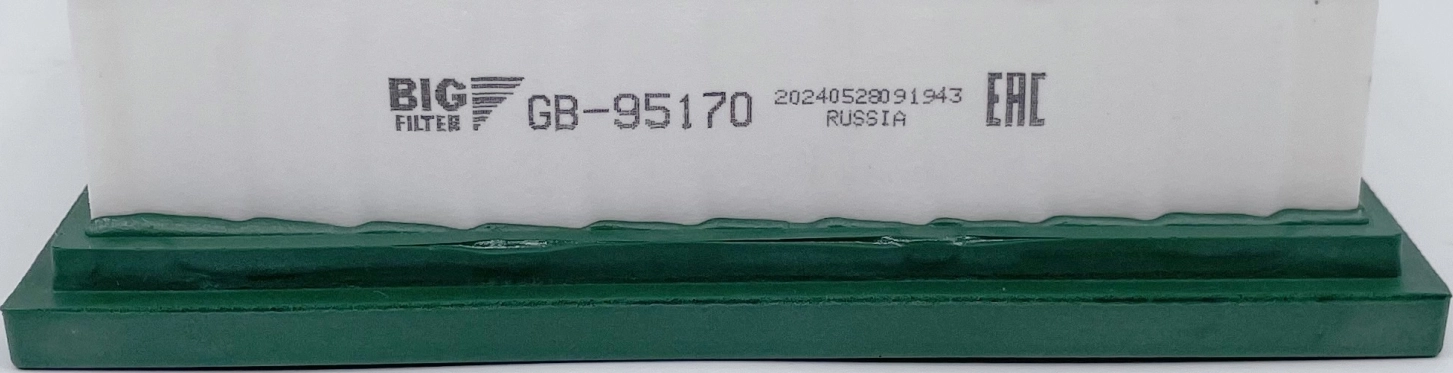 BIG
FILTER
GB-95170
20240528091943
RUSSIA
EAC